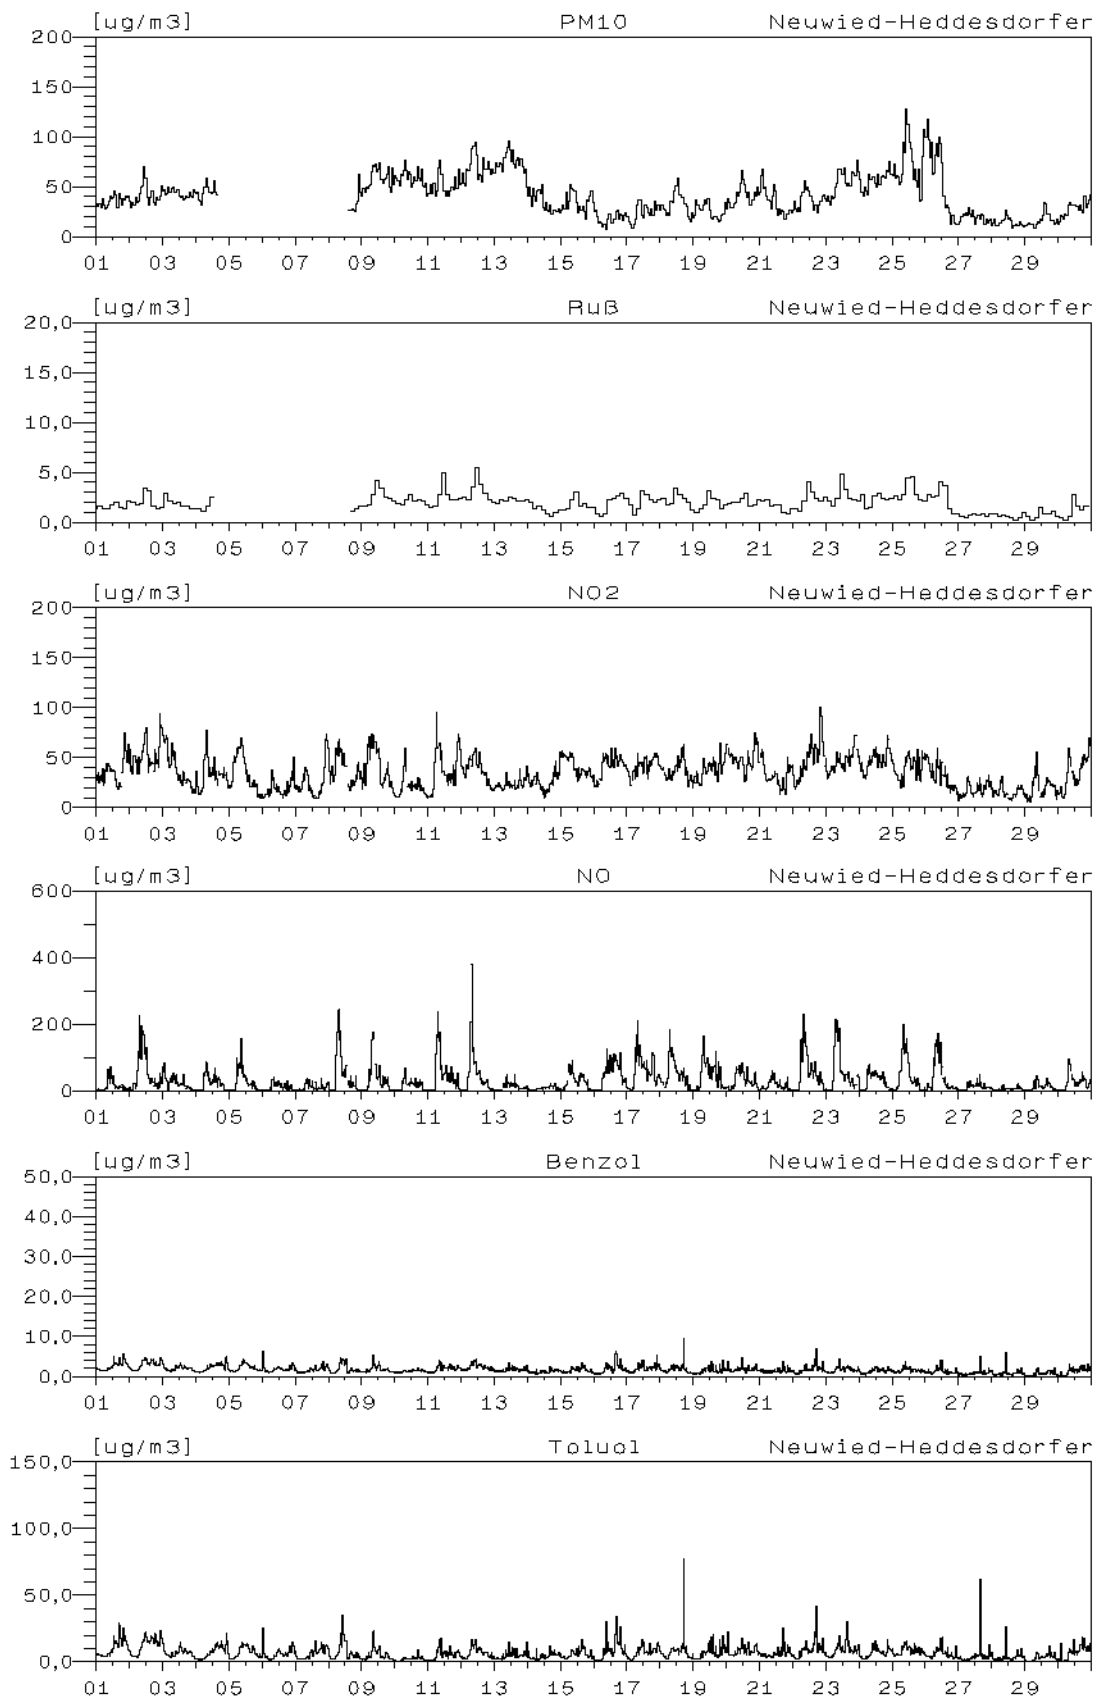 [ug/m3] PM10 Neuwied-Heddesdorfer
200
150
100
50
0
01 03 05 07 09 11 13 15 17 19 21 23 25 27 29
[ug/m3] Ruß Neuwied-Heddesdorfer
20,0
15,0
10,0
5,0
0,0
01 03 05 07 09 11 13 15 17 19 21 23 25 27 29
[ug/m3] NO2 Neuwied-Heddesdorfer
200
150
100
50
0
01 03 05 07 09 11 13 15 17 19 21 23 25 27 29
[ug/m3] NO Neuwied-Heddesdorfer
600
400
200
0
01 03 05 07 09 11 13 15 17 19 21 23 25 27 29
[ug/m3] Benzol Neuwied-Heddesdorfer
50,0
40,0
30,0
20,0
10,0
0,0
01 03 05 07 09 11 13 15 17 19 21 23 25 27 29
[ug/m3] Toluol Neuwied-Heddesdorfer
150,0
100,0
50,0
0,0
01 03 05 07 09 11 13 15 17 19 21 23 25 27 29